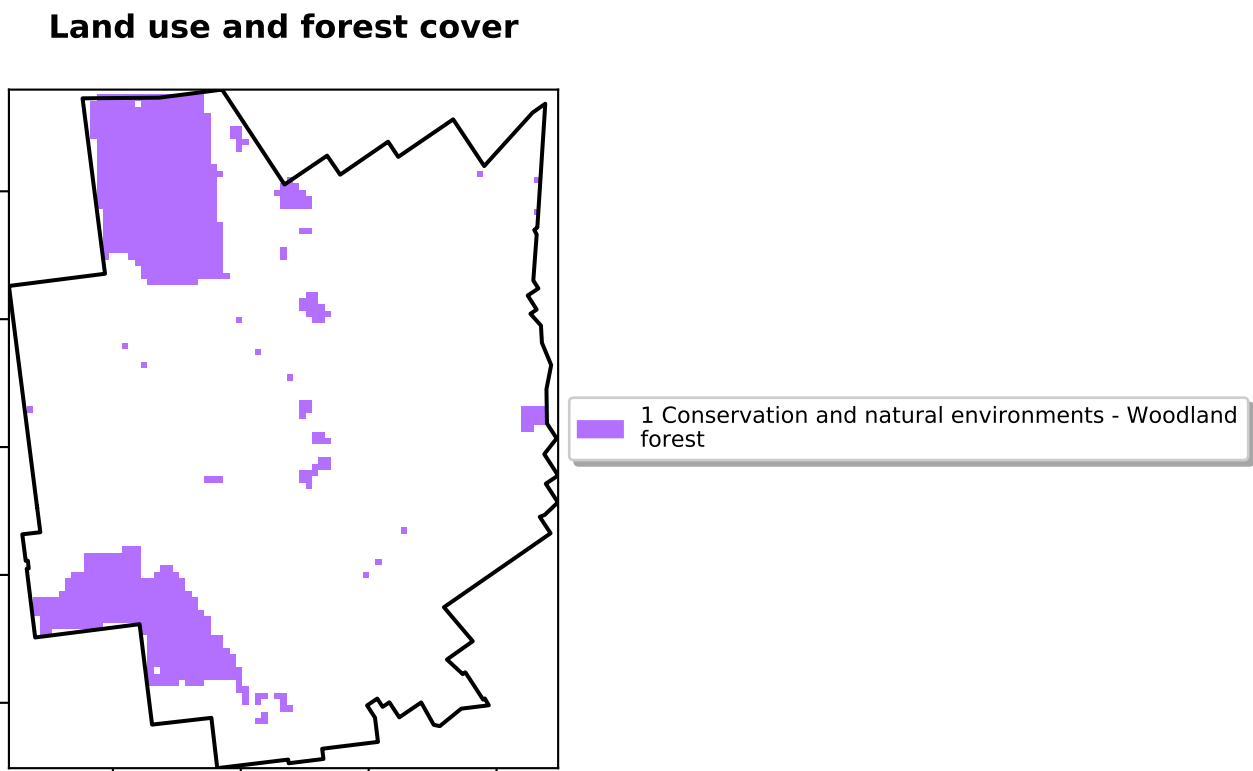 Land use and forest cover
1 Conservation and natural environments - Woodland
forest